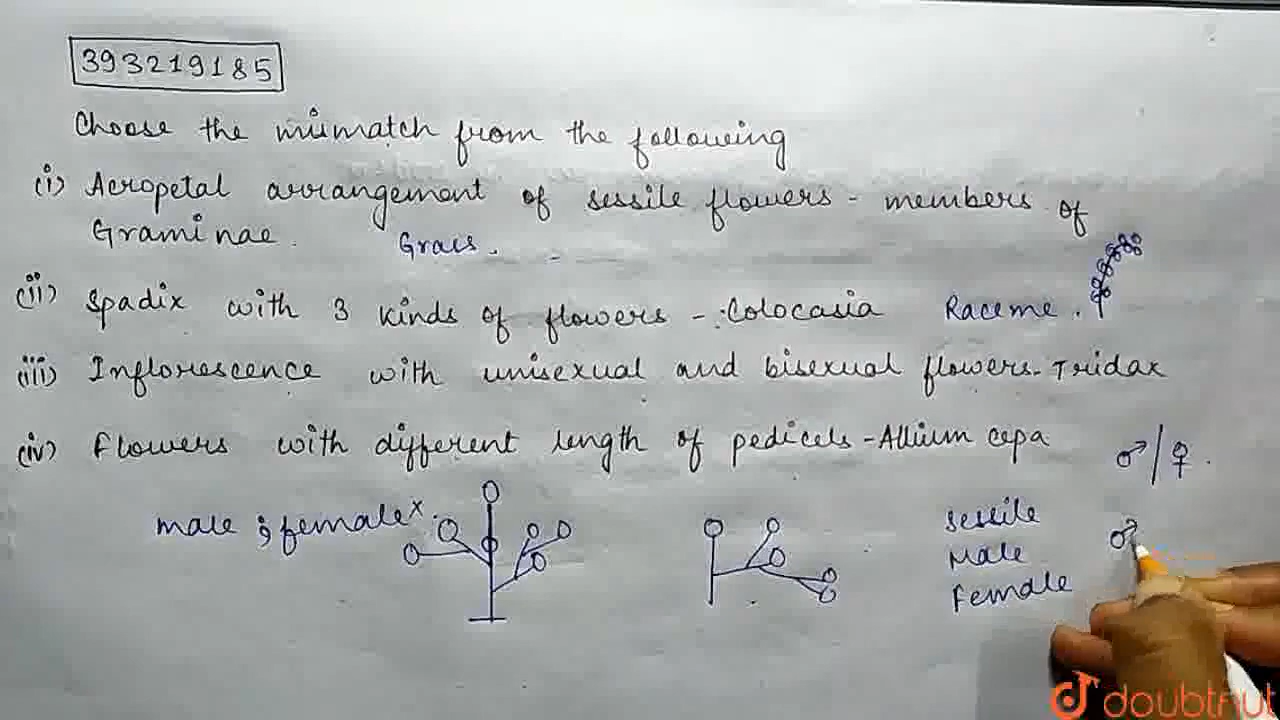 393219185
Choose the mismatch from the following
(i) Acropetal arrangement of sessile flowers - members of
Graminae. Grass.
(ii) Spadix with 3 kinds of flowers - Colocasia Raceme.
(iii) Inflorescence with unisexual and bisexual flowers - Tridax
(iv) Flowers with different length of pedicels - Allium cepa
♂/♀.
male ; female x.
sessile
Male ♂
Female
doubtnut